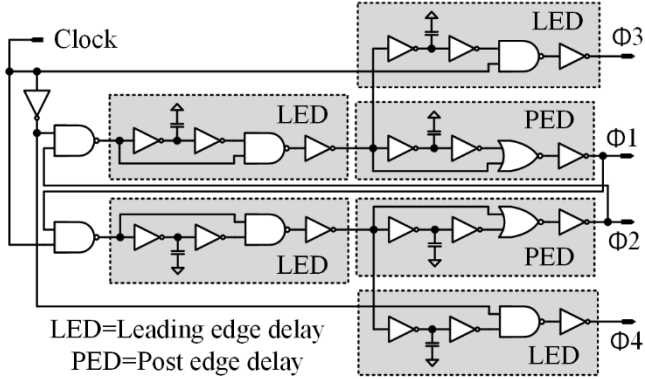 LED
Φ3
Clock
LED
PED
Φ1
Φ2
LED
PED
LED=Leading edge delay
PED=Post edge delay
LED
Φ4